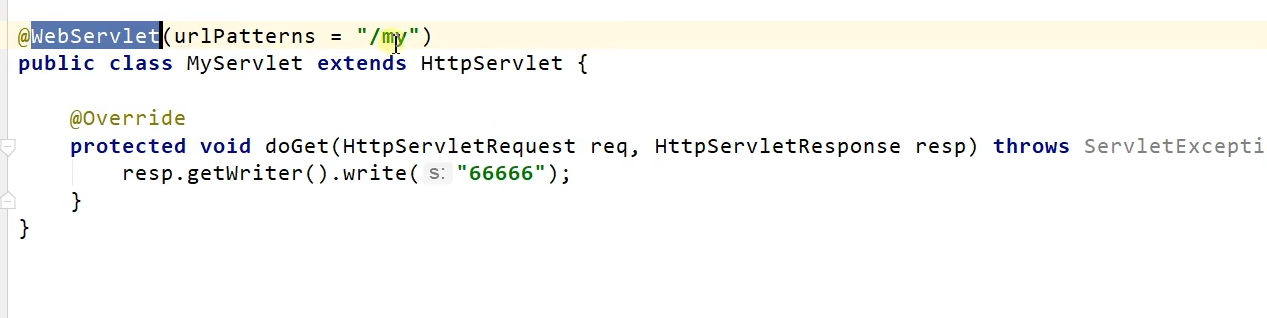 @WebServlet(urlPatterns = "/my")
public class MyServlet extends HttpServlet {
@Override
protected void doGet(HttpServletRequest req, HttpServletResponse resp) throws ServletExcepti
resp.getWriter().write( s: "66666");
}
}